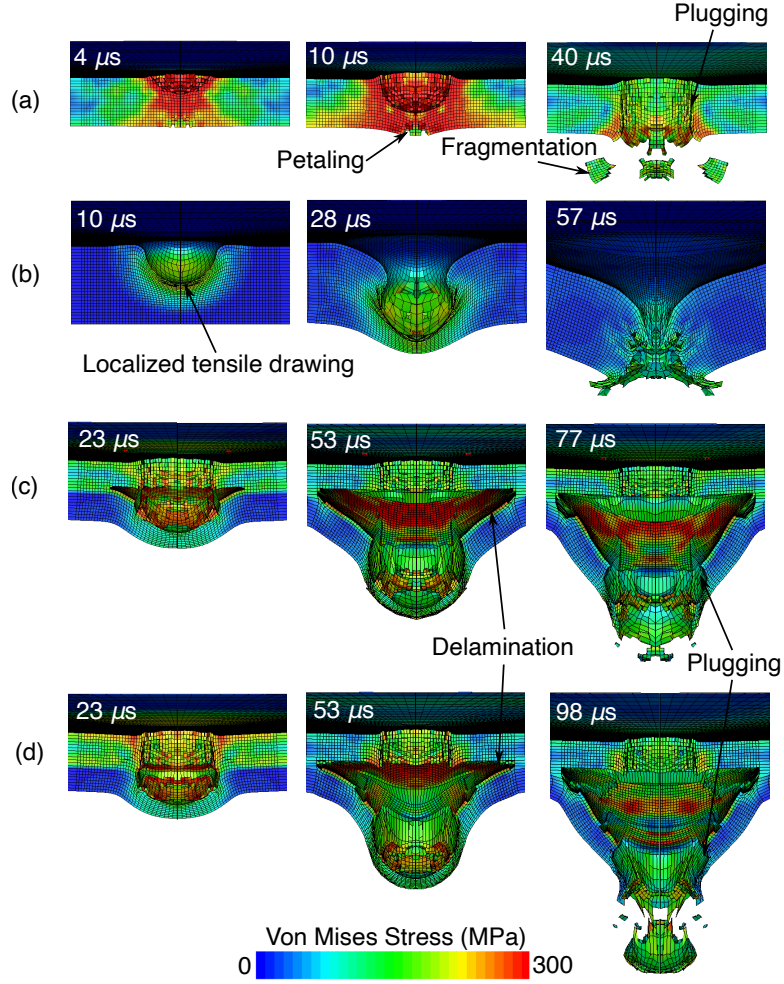 Plugging
4 µs
10 µs
40 µs
(a)
Petaling
Fragmentation
10 µs
28 µs
57 µs
(b)
Localized tensile drawing
23 µs
53 µs
77 µs
(c)
Delamination
Plugging
23 µs
53 µs
98 µs
(d)
Von Mises Stress (MPa)
0
300